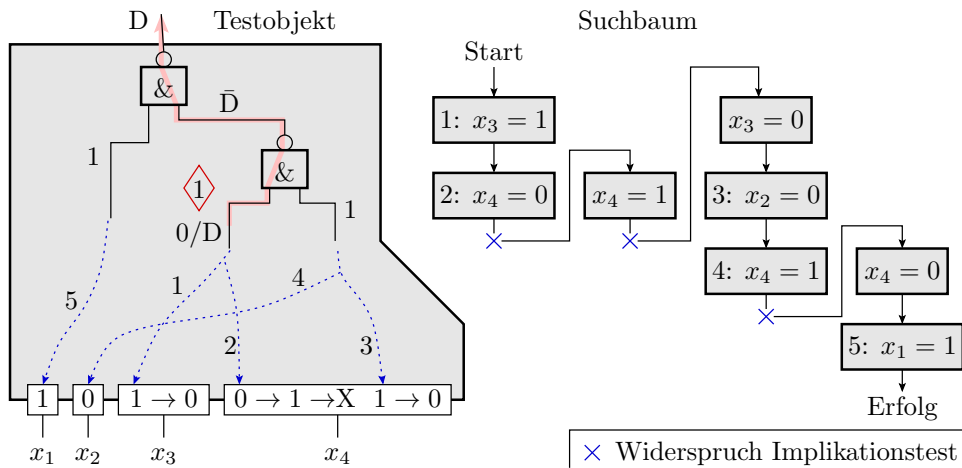 D Testobjekt
&
D̄
1
&
1
1
0/D
1
4
5
2
3
1 0 1 → 0 0 → 1 →X 1 → 0
x₁ x₂ x₃ x₄
Suchbaum
Start
1: x₃ = 1
x₃ = 0
2: x₄ = 0
x₄ = 1
3: x₂ = 0
4: x₄ = 1
x₄ = 0
5: x₁ = 1
Erfolg
× Widerspruch Implikationstest